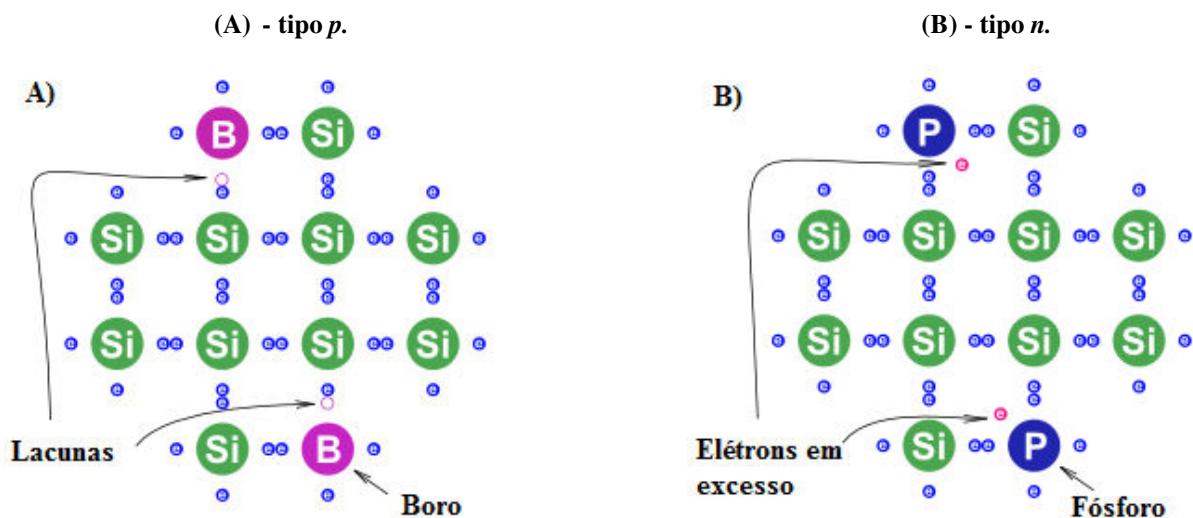 (A) - tipo p.
A)
B Si
Si Si Si Si
Si Si Si Si
Si B
Lacunas
Boro
(B) - tipo n.
B)
P Si
e
Si Si Si Si
Si Si Si Si
e
Si P
Elétrons em
excesso
Fósforo